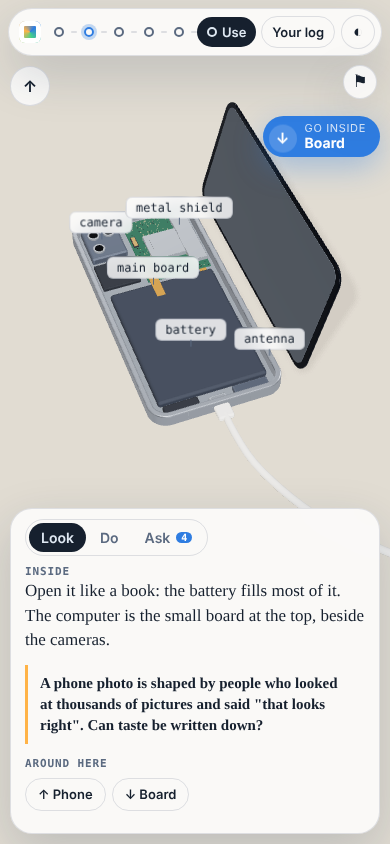 Use
Your log
GO INSIDE
Board
metal shield
camera
main board
battery
antenna
Look
Do
Ask 4
INSIDE
Open it like a book: the battery fills most of it.
The computer is the small board at the top, beside
the cameras.
A phone photo is shaped by people who looked
at thousands of pictures and said "that looks
right". Can taste be written down?
AROUND HERE
↑ Phone
↓ Board